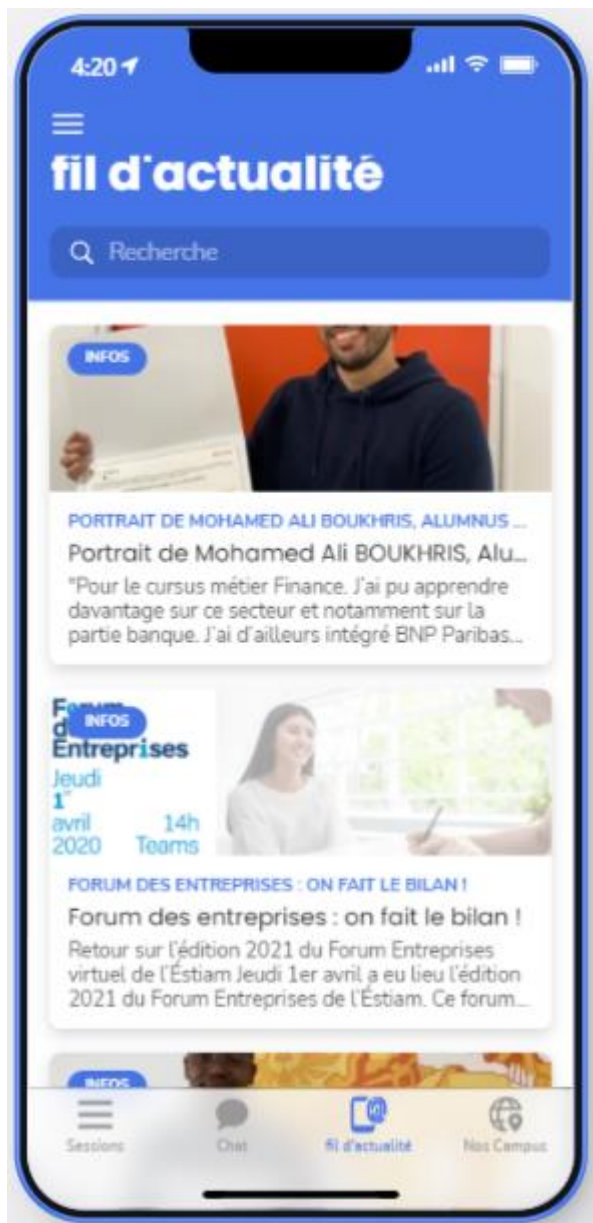 4:20
fil d'actualité
Recherche
INFOS
PORTRAIT DE MOHAMED ALI BOUKHRIS, ALUMNUS ...
Portrait de Mohamed Ali BOUKHRIS, Alu...
"Pour le cursus métier Finance. J'ai pu apprendre
davantage sur ce secteur et notamment sur la
partie banque. J'ai d'ailleurs intégré BNP Paribas...
INFOS
Entreprises
Jeudi
1er
avril 14h
2020 Teams
FORUM DES ENTREPRISES : ON FAIT LE BILAN !
Forum des entreprises : on fait le bilan !
Retour sur l'édition 2021 du Forum Entreprises
virtuel de l'Éstiam Jeudi 1er avril a eu lieu l'édition
2021 du Forum Entreprises de l'Éstiam. Ce forum...
INFOS
Sessions Chat fil d'actualité Nos Campus